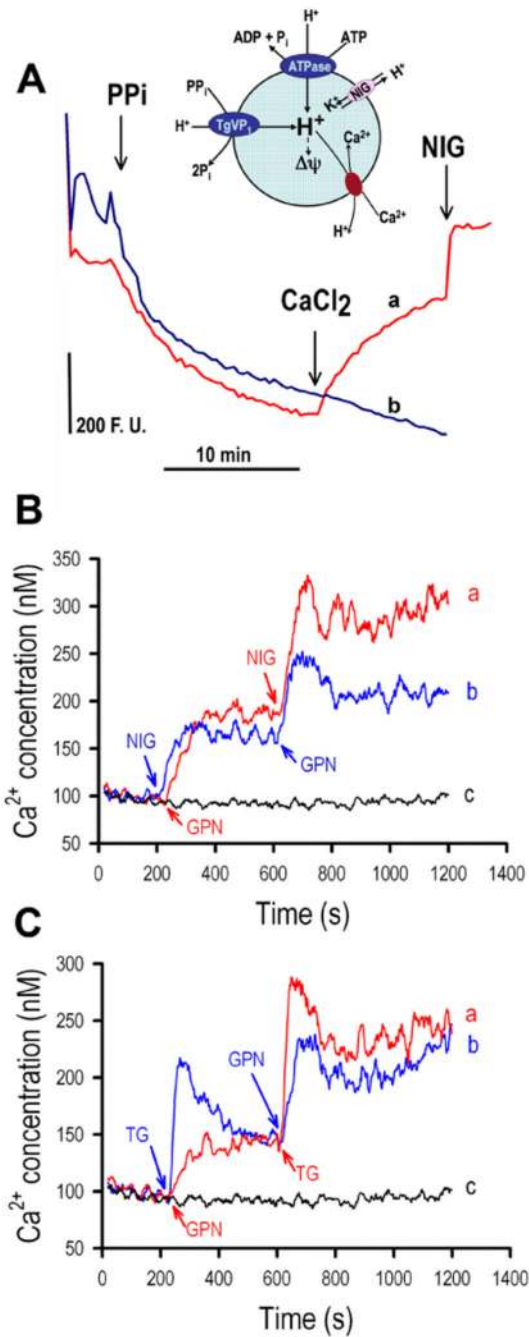 A
PPi
ADP + Pi
H+
ATP
ATPase
PPi
H+
TgVP1
2Pi
H+
Δψ
K+
NIG
H+
Ca2+
Ca2+
H+
NIG
CaCl2
a
b
200 F. U.
10 min
B
Ca2+ concentration (nM)
350
300
250
200
150
100
50
NIG
GPN
NIG
GPN
a
b
c
0 200 400 600 800 1000 1200 1400
Time (s)
C
Ca2+ concentration (nM)
300
250
200
150
100
50
TG
GPN
GPN
TG
a
b
c
0 200 400 600 800 1000 1200 1400
Time (s)